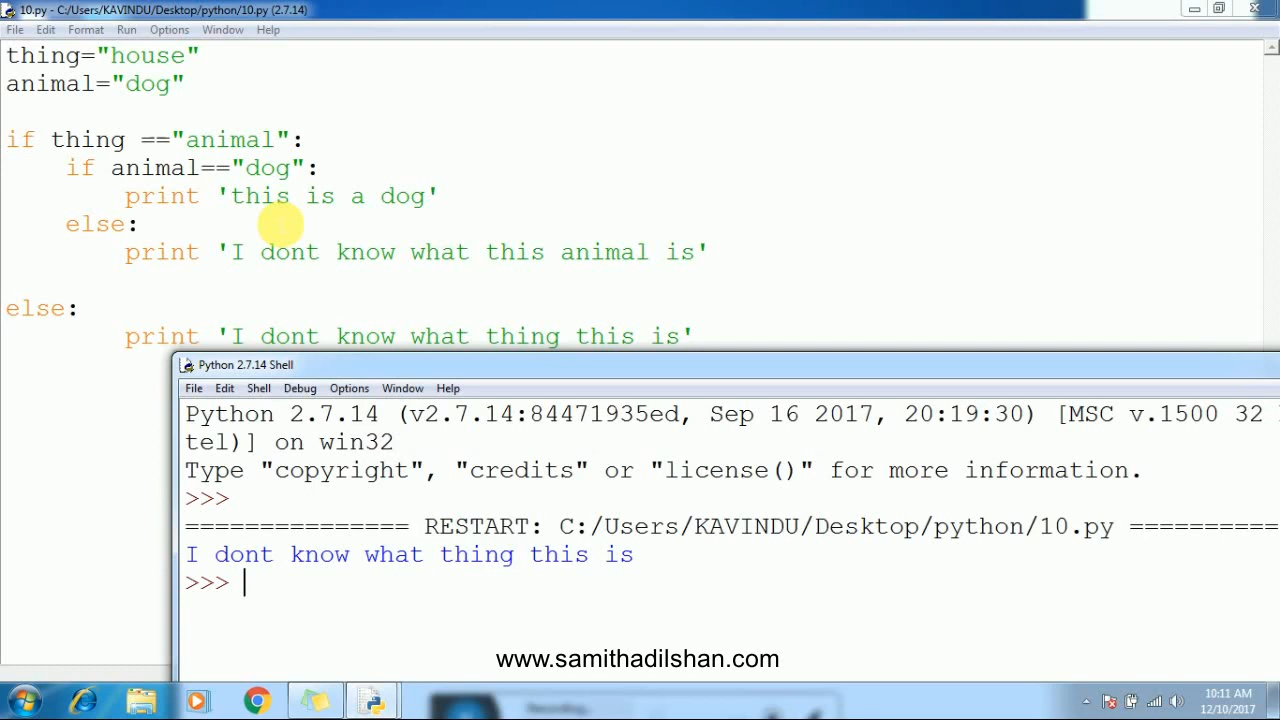 10.py - C:/Users/KAVINDU/Desktop/python/10.py (2.7.14)
File Edit Format Run Options Window Help
thing="house"
animal="dog"
if thing =="animal":
if animal=="dog":
print 'this is a dog'
else:
print 'I dont know what this animal is'
else:
print 'I dont know what thing this is'
Python 2.7.14 Shell
File Edit Shell Debug Options Window Help
Python 2.7.14 (v2.7.14:84471935ed, Sep 16 2017, 20:19:30) [MSC v.1500 32
tel)] on win32
Type "copyright", "credits" or "license()" for more information.
>>>
=============== RESTART: C:/Users/KAVINDU/Desktop/python/10.py ==========
I dont know what thing this is
>>>
www.samithadilshan.com
Recording...
10:11 AM
12/10/2017